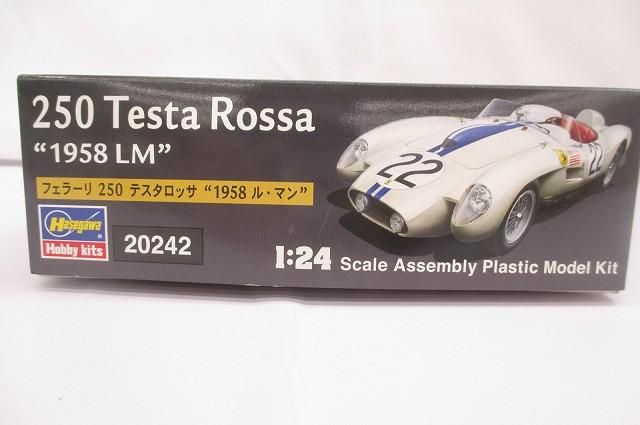 250 Testa Rossa
“1958 LM”
フェラーリ 250 テスタロッサ “1958 ル・マン”
Hasegawa
Hobby kits
20242
1:24 Scale Assembly Plastic Model Kit
22
22